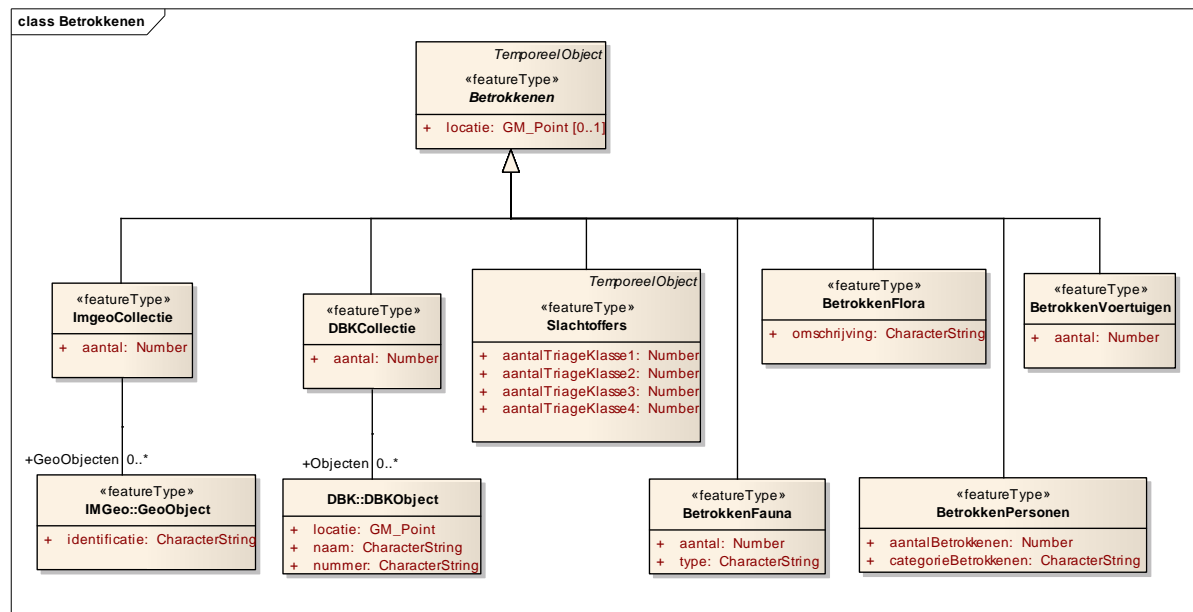 class Betrokkenen
TemporeelObject
«featureType»
Betrokkenen
+ locatie: GM_Point [0..1]
«featureType»
ImgeoCollectie
+ aantal: Number
«featureType»
DBKCollectie
+ aantal: Number
TemporeelObject
«featureType»
Slachtoffers
+ aantalTriageKlasse1: Number
+ aantalTriageKlasse2: Number
+ aantalTriageKlasse3: Number
+ aantalTriageKlasse4: Number
«featureType»
BetrokkenFlora
+ omschrijving: CharacterString
«featureType»
BetrokkenVoertuigen
+ aantal: Number
+GeoObjecten 0..*
«featureType»
IMGeo::GeoObject
+ identificatie: CharacterString
+Objecten 0..*
DBK::DBKObject
+ locatie: GM_Point
+ naam: CharacterString
+ nummer: CharacterString
«featureType»
BetrokkenFauna
+ aantal: Number
+ type: CharacterString
«featureType»
BetrokkenPersonen
+ aantalBetrokkenen: Number
+ categorieBetrokkenen: CharacterString